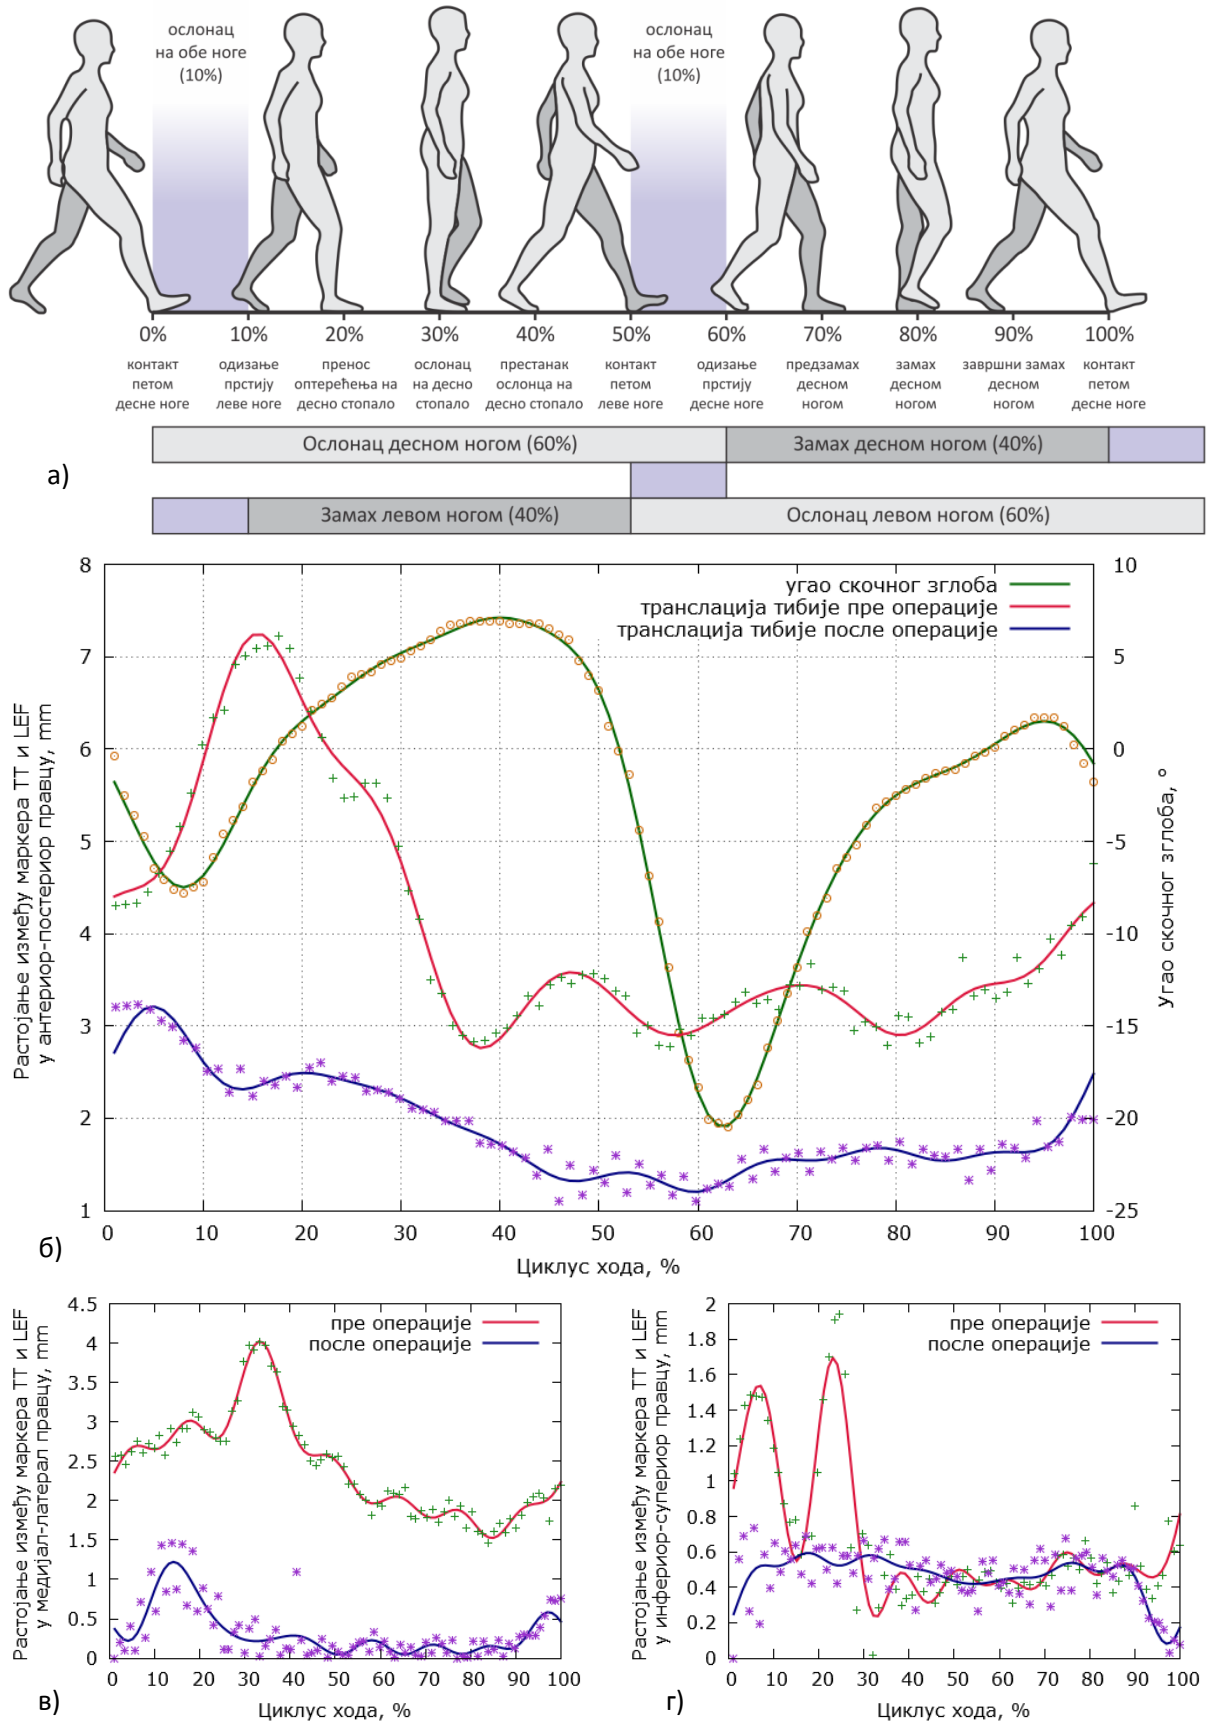 ослонац
на обе ноге
(10%)
ослонац
на обе ноге
(10%)
0% 10% 20% 30% 40% 50% 60% 70% 80% 90% 100%
контакт
петом
десне ноге
одизање
прстију
леве ноге
пренос
оптерећења на
десно стопало
ослонац
на десно
стопало
престанак
ослонца на
десно стопало
контакт
петом
леве ноге
одизање
прстију
десне ноге
предзамах
десном
ногом
замах
десном
ногом
завршни замах
десном
ногом
контакт
петом
десне ноге
Ослонац десном ногом (60%)
Замах десном ногом (40%)
а)
Замах левом ногом (40%)
Ослонац левом ногом (60%)
угао скочног зглоба
транслација тибије пре операције
транслација тибије после операције
Растојање између маркера ТТ и LEF
у антериор-постериор правцу, mm
8
7
6
5
4
3
2
1
10
5
0
-5
-10
-15
-20
-25
Угао скочног зглоба, °
0 10 20 30 40 50 60 70 80 90 100
Циклус хода, %
б)
Растојање између маркера ТТ и LEF
у медијал-латерал правцу, mm
4.5
4
3.5
3
2.5
2
1.5
1
0.5
0
пре операције
после операције
0 10 20 30 40 50 60 70 80 90 100
Циклус хода, %
в)
Растојање између маркера ТТ и LEF
у инфериор-супериор правцу, mm
2
1.8
1.6
1.4
1.2
1
0.8
0.6
0.4
0.2
0
пре операције
после операције
0 10 20 30 40 50 60 70 80 90 100
Циклус хода, %
г)